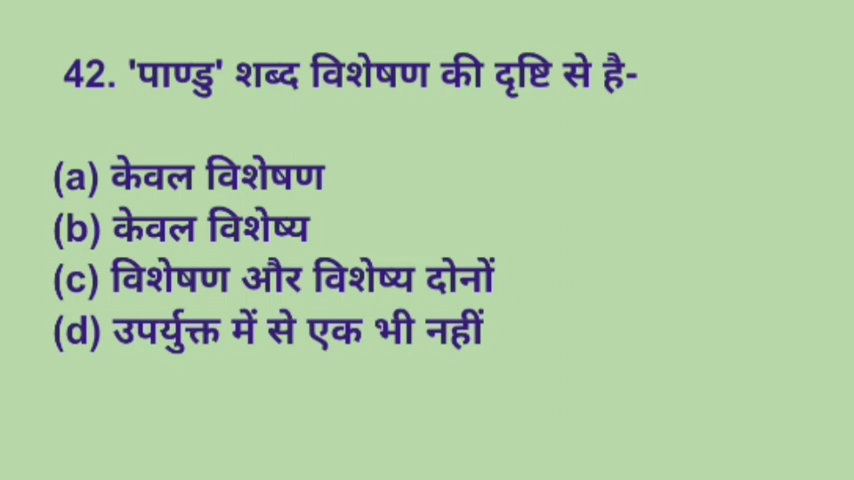 42. 'पाण्डु' शब्द विशेषण की दृष्टि से है-
(a) केवल विशेषण
(b) केवल विशेष्य
(c) विशेषण और विशेष्य दोनों
(d) उपर्युक्त में से एक भी नहीं